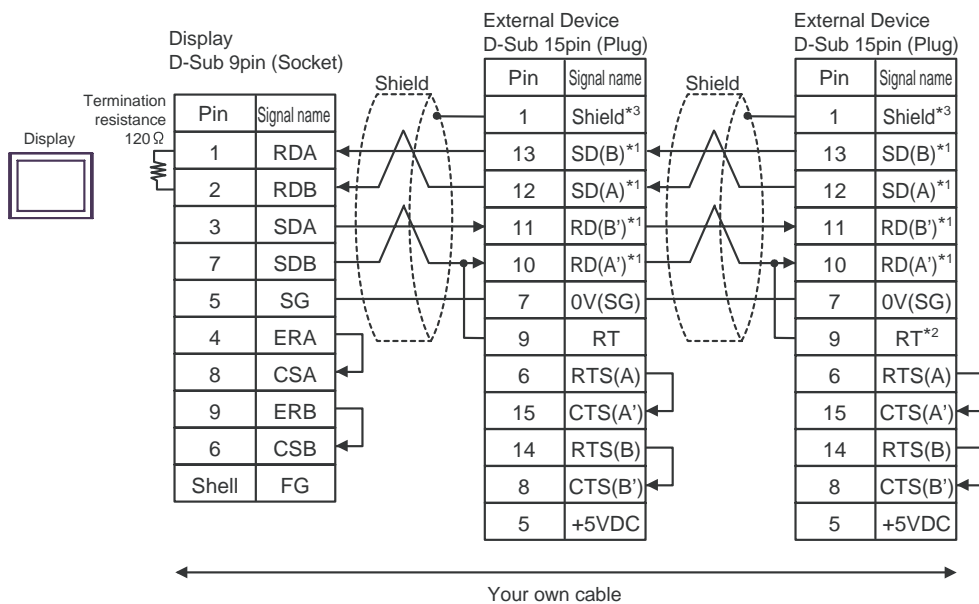 Display
D-Sub 9pin (Socket)
External Device
D-Sub 15pin (Plug)
External Device
D-Sub 15pin (Plug)
Display
Termination
resistance
120Ω
Shield
Shield
Pin Signal name
1 RDA
2 RDB
3 SDA
7 SDB
5 SG
4 ERA
8 CSA
9 ERB
6 CSB
Shell FG
Pin Signal name
1 Shield*3
13 SD(B)*1
12 SD(A)*1
11 RD(B’)*1
10 RD(A’)*1
7 0V(SG)
9 RT
6 RTS(A)
15 CTS(A’)
14 RTS(B)
8 CTS(B’)
5 +5VDC
Pin Signal name
1 Shield*3
13 SD(B)*1
12 SD(A)*1
11 RD(B’)*1
10 RD(A’)*1
7 0V(SG)
9 RT*2
6 RTS(A)
15 CTS(A’)
14 RTS(B)
8 CTS(B’)
5 +5VDC
Your own cable